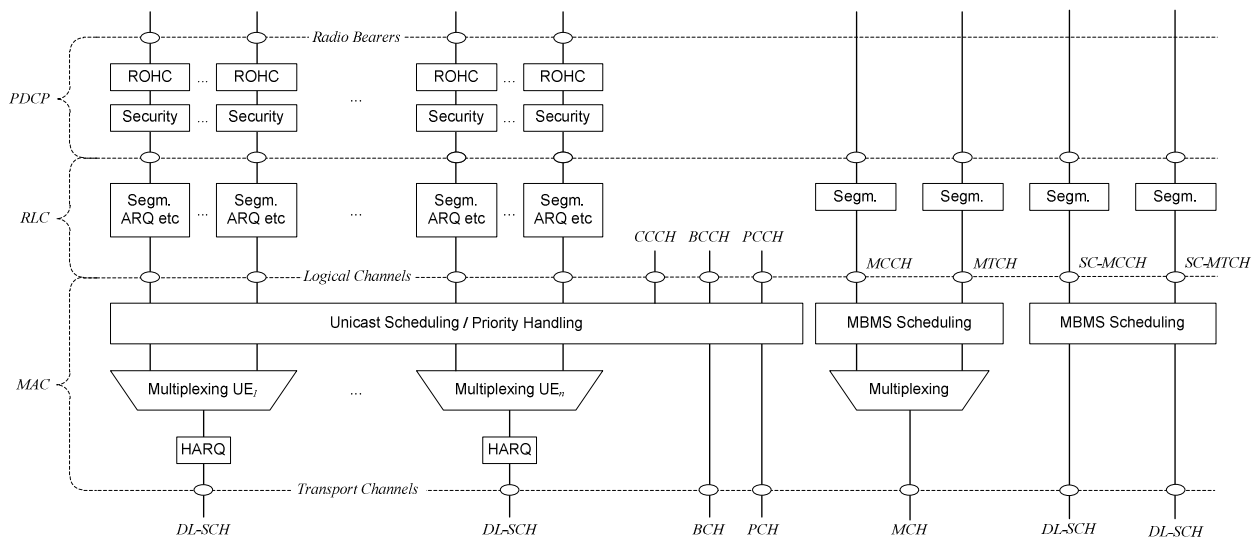 Radio Bearers
ROHC ... ROHC ROHC ... ROHC
PDCP
...
Security ... Security Security ... Security
Segm. ARQ etc ... Segm. ARQ etc ... Segm. ARQ etc ... Segm. ARQ etc Segm. Segm. Segm. Segm.
RLC
CCCH BCCH PCCH
Logical Channels MCCH MTCH SC-MCCH SC-MTCH
Unicast Scheduling / Priority Handling MBMS Scheduling MBMS Scheduling
MAC
Multiplexing UE1 ... Multiplexing UEn Multiplexing
HARQ HARQ
Transport Channels
DL-SCH DL-SCH BCH PCH MCH DL-SCH DL-SCH